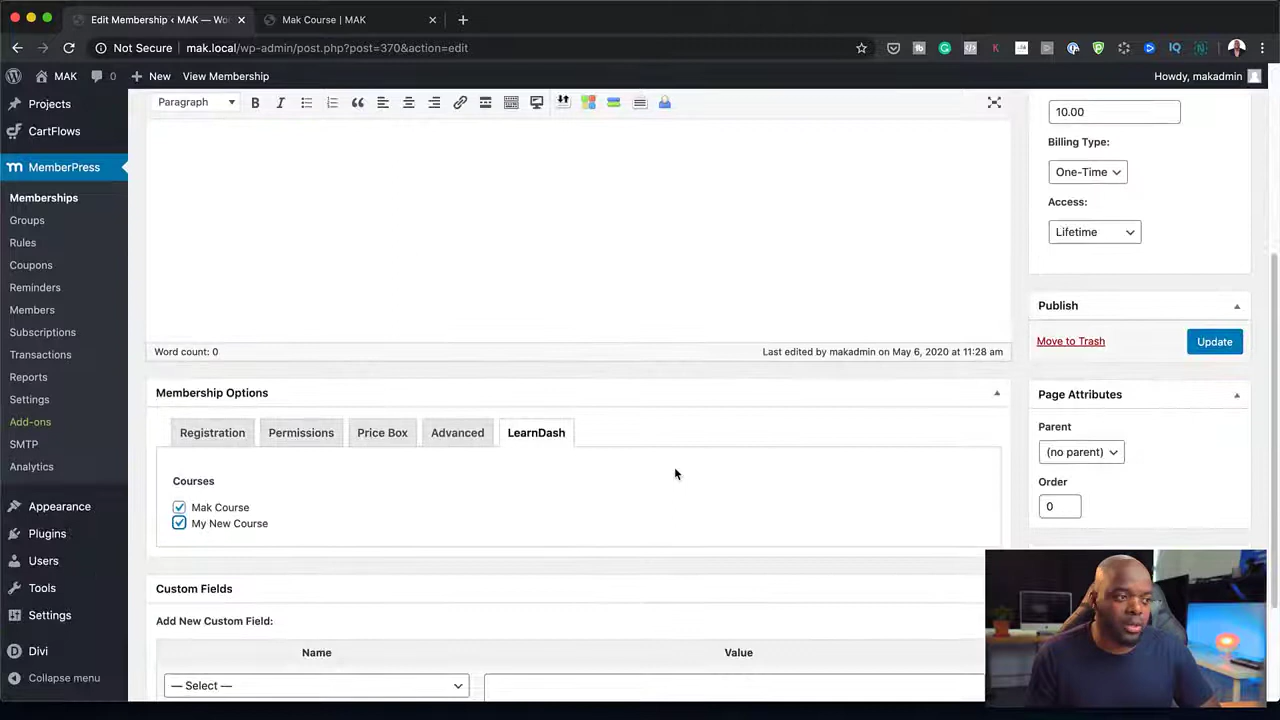 Edit Membership ‹ MAK — Wo
Mak Course | MAK
Not Secure | mak.local/wp-admin/post.php?post=370&action=edit
MAK
0
New
View Membership
Howdy, makadmin
Projects
CartFlows
MemberPress
Memberships
Groups
Rules
Coupons
Reminders
Members
Subscriptions
Transactions
Reports
Settings
Add-ons
SMTP
Analytics
Appearance
Plugins
Users
Tools
Settings
Divi
Collapse menu
Paragraph
Word count: 0
Last edited by makadmin on May 6, 2020 at 11:28 am
Membership Options
Registration
Permissions
Price Box
Advanced
LearnDash
Courses
Mak Course
My New Course
Custom Fields
Add New Custom Field:
Name
Value
— Select —
10.00
Billing Type:
One-Time
Access:
Lifetime
Publish
Move to Trash
Update
Page Attributes
Parent
(no parent)
Order
0